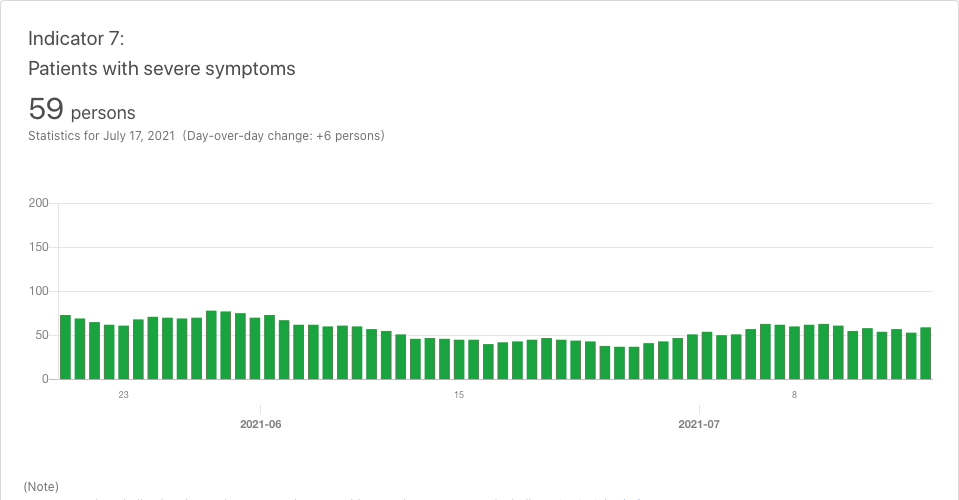 Indicator 7:
Patients with severe symptoms
59 persons
Statistics for July 17, 2021 (Day-over-day change: +6 persons)
200
150
100
50
0
23 15 8
2021-06 2021-07
(Note)